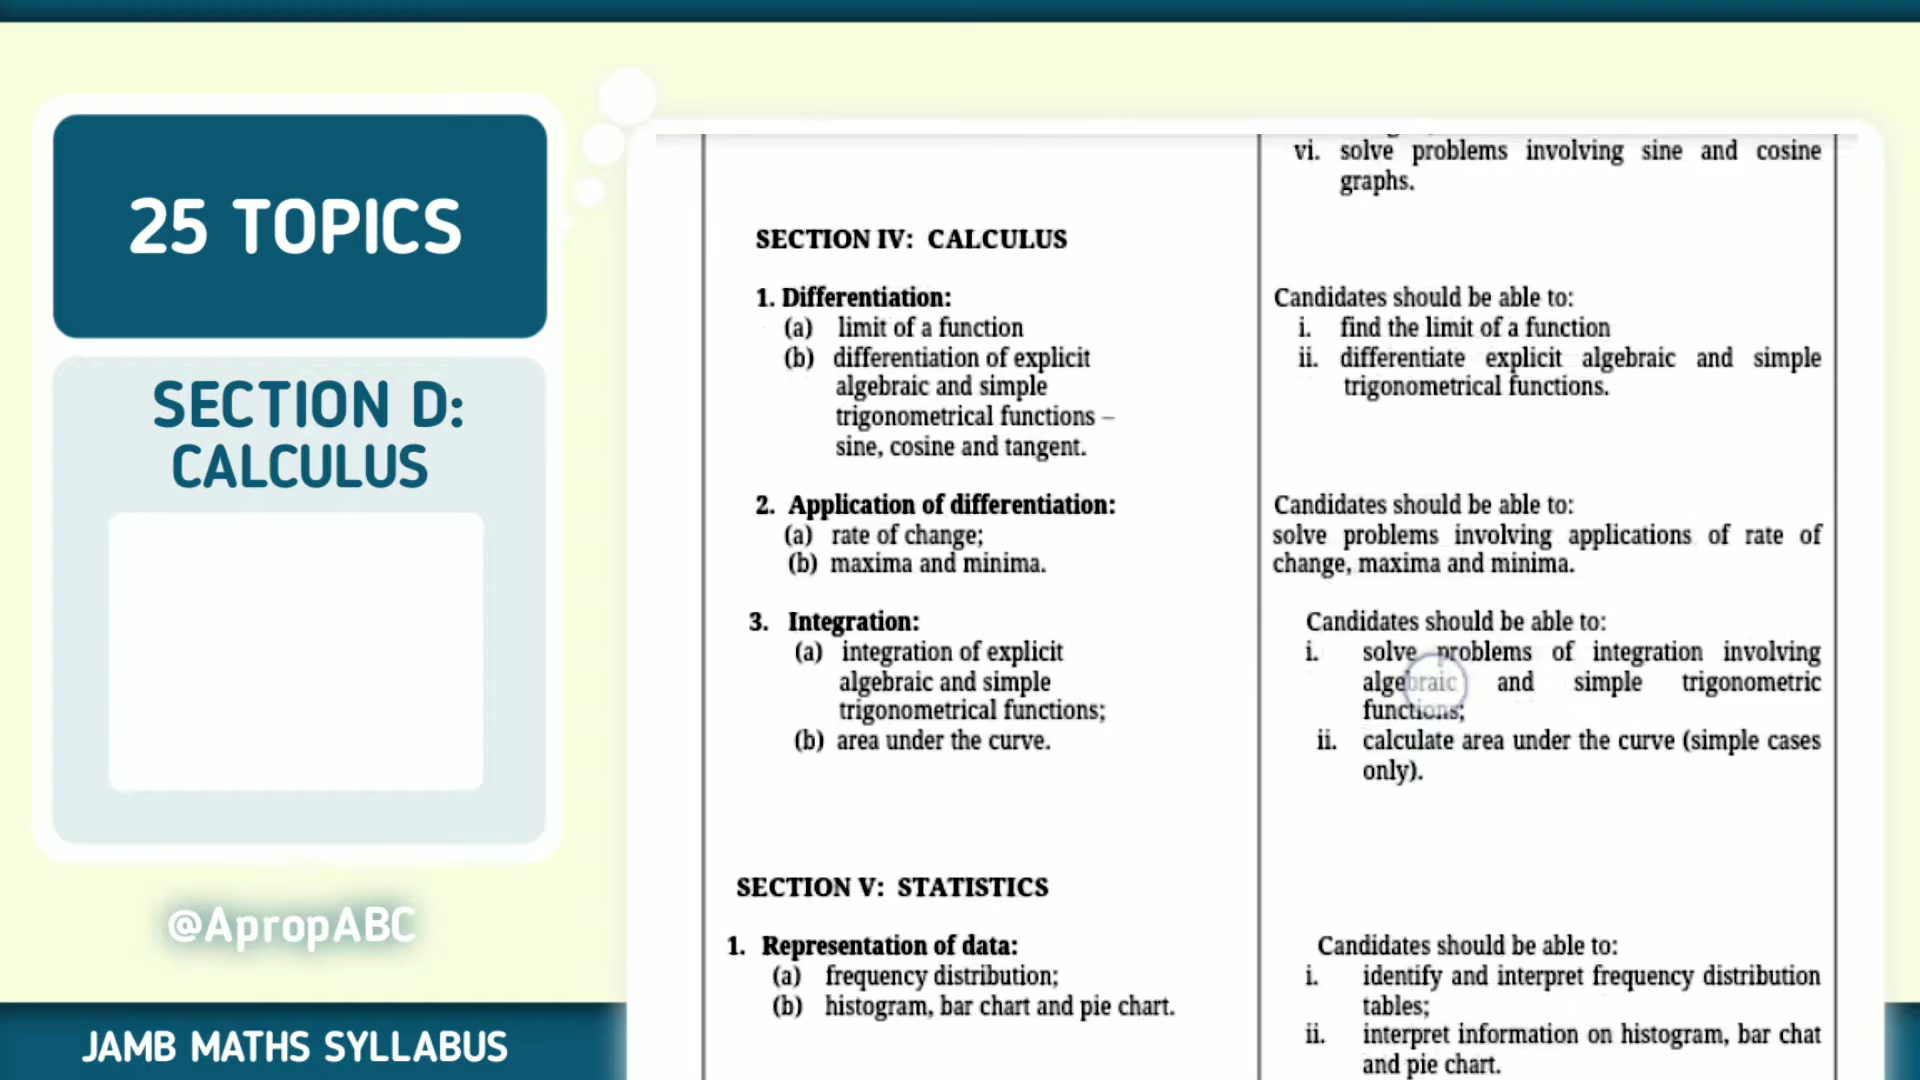 25 TOPICS
SECTION D:
CALCULUS
@ApropABC
JAMB MATHS SYLLABUS
vi. solve problems involving sine and cosine
graphs.
SECTION IV: CALCULUS
1. Differentiation:
(a) limit of a function
(b) differentiation of explicit
algebraic and simple
trigonometrical functions –
sine, cosine and tangent.
Candidates should be able to:
i. find the limit of a function
ii. differentiate explicit algebraic and simple
trigonometrical functions.
2. Application of differentiation:
(a) rate of change;
(b) maxima and minima.
Candidates should be able to:
solve problems involving applications of rate of
change, maxima and minima.
3. Integration:
(a) integration of explicit
algebraic and simple
trigonometrical functions;
(b) area under the curve.
Candidates should be able to:
i. solve problems of integration involving
algebraic and simple trigonometric
functions;
ii. calculate area under the curve (simple cases
only).
SECTION V: STATISTICS
1. Representation of data:
(a) frequency distribution;
(b) histogram, bar chart and pie chart.
Candidates should be able to:
i. identify and interpret frequency distribution
tables;
ii. interpret information on histogram, bar chat
and pie chart.